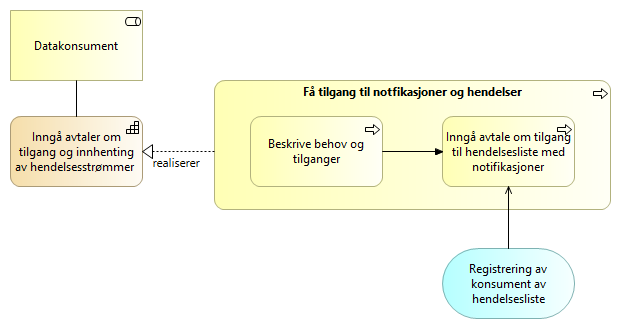 Datakonsument
Få tilgang til notfikasjoner og hendelser
Inngå avtaler om
tilgang og innhenting
av hendelsesstrømmer
realiserer
Beskrive behov og
tilganger
Inngå avtale om tilgang
til hendelsesliste med
notifikasjoner
Registrering av
konsument av
hendelsesliste